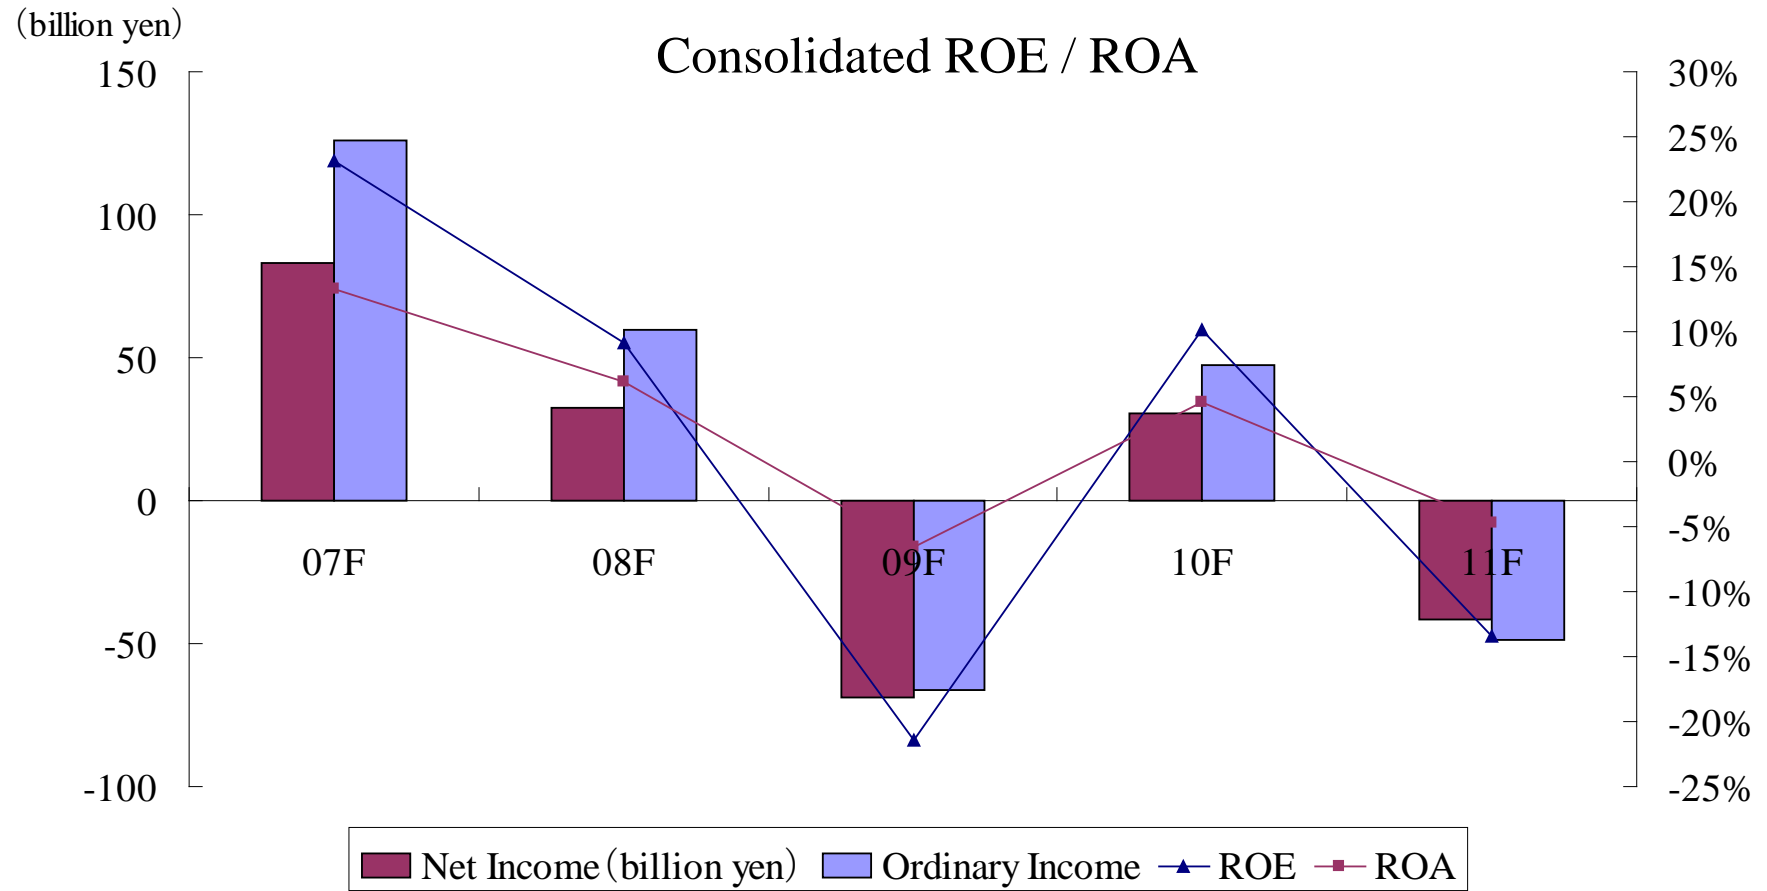 (billion yen)
Consolidated ROE / ROA
150
100
50
0
-50
-100
30%
25%
20%
15%
10%
5%
0%
-5%
-10%
-15%
-20%
-25%
07F
08F
09F
10F
11F
Net Income (billion yen)
Ordinary Income
ROE
ROA